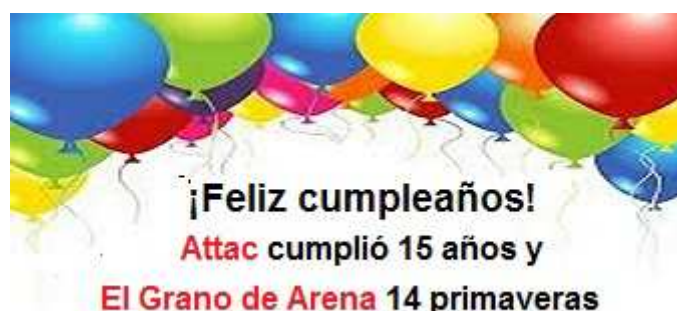 ¡Feliz cumpleaños!
Attac cumplió 15 años y
El Grano de Arena 14 primaveras